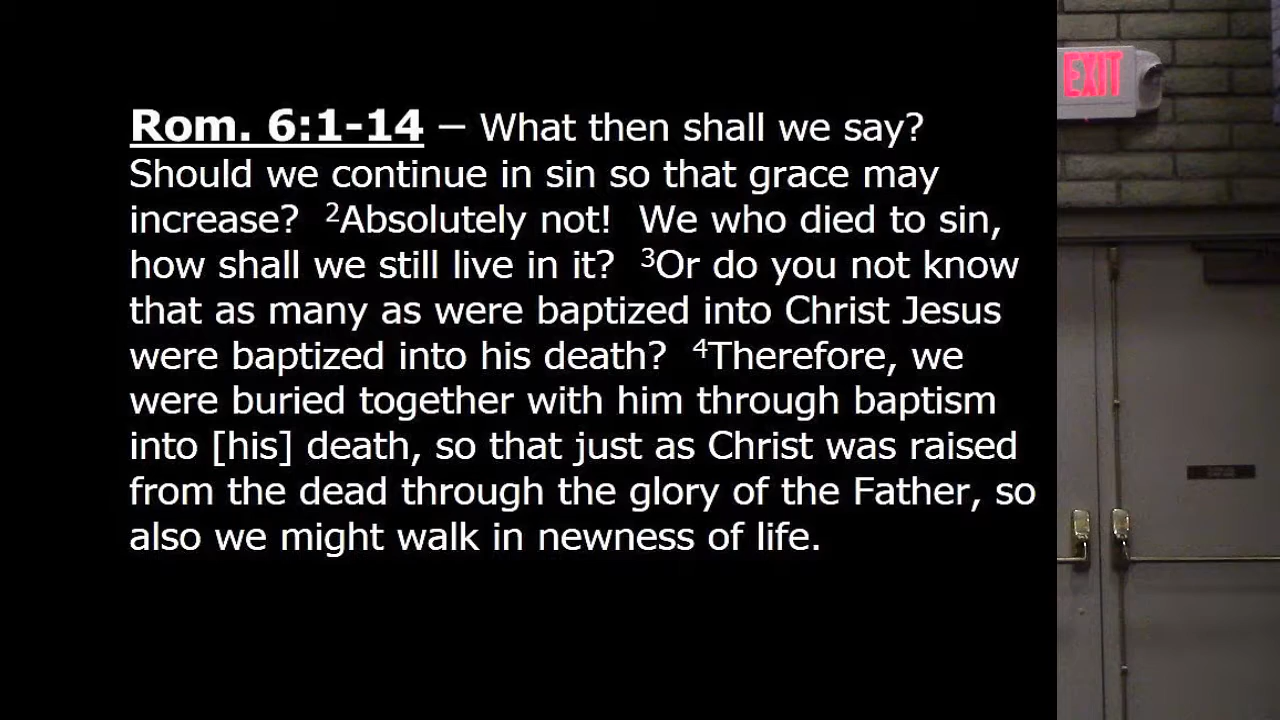 Rom. 6:1-14 – What then shall we say?
Should we continue in sin so that grace may
increase?  ²Absolutely not!  We who died to sin,
how shall we still live in it?  ³Or do you not know
that as many as were baptized into Christ Jesus
were baptized into his death?  ⁴Therefore, we
were buried together with him through baptism
into [his] death, so that just as Christ was raised
from the dead through the glory of the Father, so
also we might walk in newness of life.
EXIT